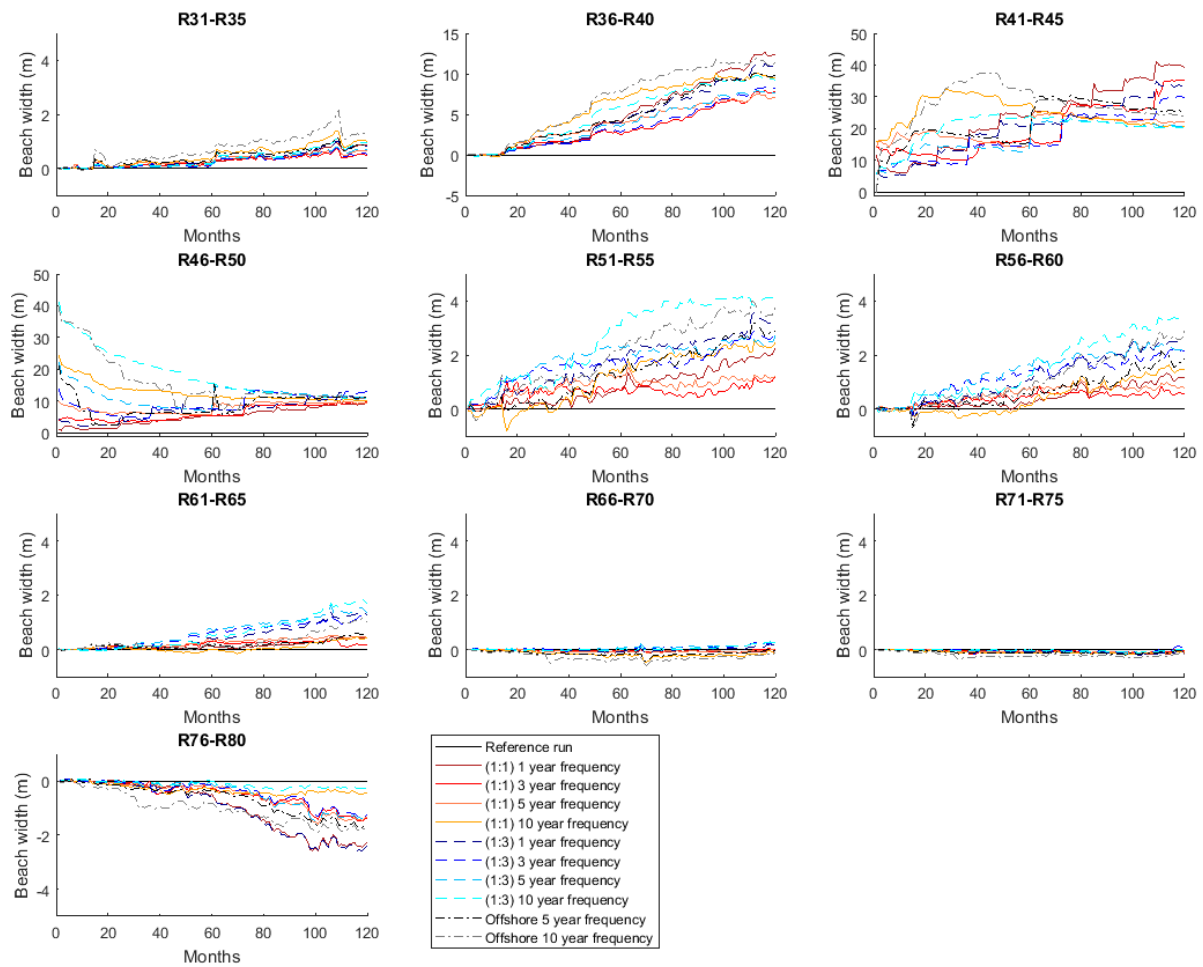 R31-R35
R36-R40
R41-R45
Beach width (m)
4
2
0
0 20 40 60 80 100 120
Months
Beach width (m)
15
10
5
0
-5
0 20 40 60 80 100 120
Months
Beach width (m)
50
40
30
20
10
0
0 20 40 60 80 100 120
Months
R46-R50
R51-R55
R56-R60
Beach width (m)
50
40
30
20
10
0
0 20 40 60 80 100 120
Months
Beach width (m)
4
2
0
0 20 40 60 80 100 120
Months
Beach width (m)
4
2
0
0 20 40 60 80 100 120
Months
R61-R65
R66-R70
R71-R75
Beach width (m)
4
2
0
0 20 40 60 80 100 120
Months
Beach width (m)
4
2
0
0 20 40 60 80 100 120
Months
Beach width (m)
4
2
0
0 20 40 60 80 100 120
Months
R76-R80
Beach width (m)
0
-2
-4
0 20 40 60 80 100 120
Months
Reference run
(1:1) 1 year frequency
(1:1) 3 year frequency
(1:1) 5 year frequency
(1:1) 10 year frequency
(1:3) 1 year frequency
(1:3) 3 year frequency
(1:3) 5 year frequency
(1:3) 10 year frequency
Offshore 5 year frequency
Offshore 10 year frequency